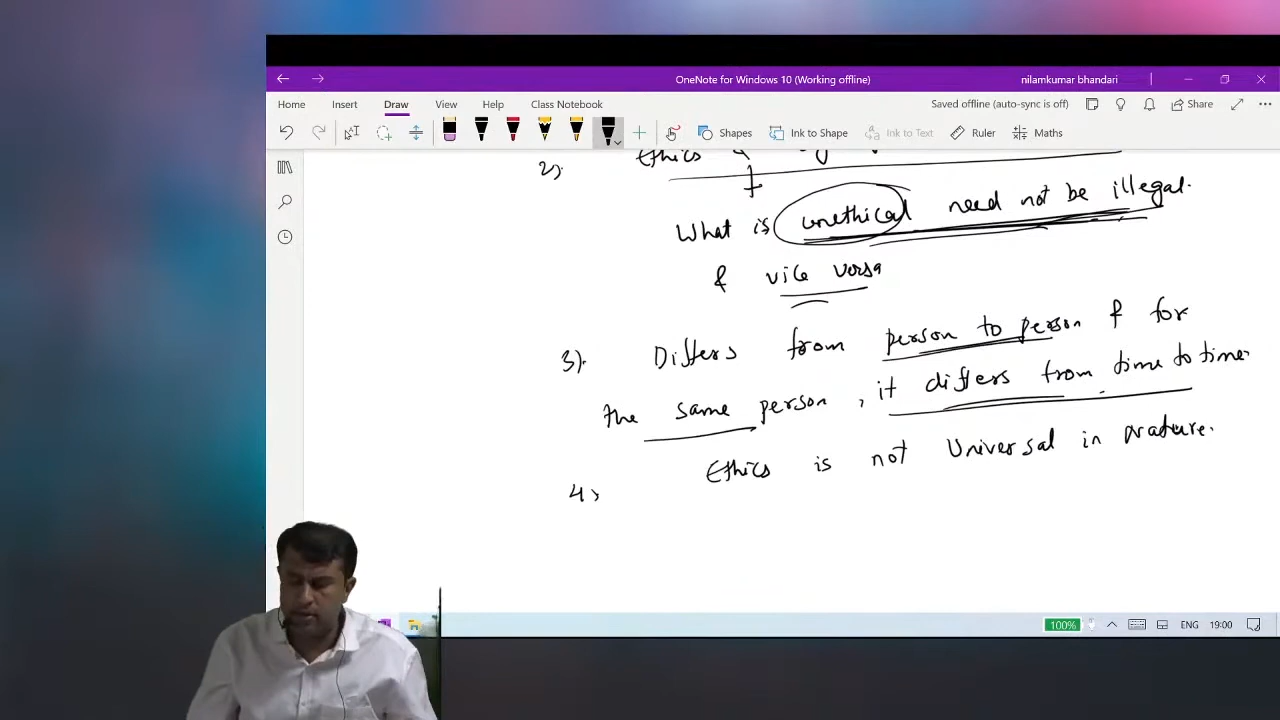 OneNote for Windows 10 (Working offline)
nilamkumar bhandari
Home Insert Draw View Help Class Notebook
Saved offline (auto-sync is off)
Share
Shapes Ink to Shape Ink to Text Ruler Maths
2). Ethics &
What is unethical need not be illegal.
& vice versa
3). Differs from person to person & for
the same person, it differs from time to time.
4) Ethics is not Universal in nature.
100% ENG 19:00